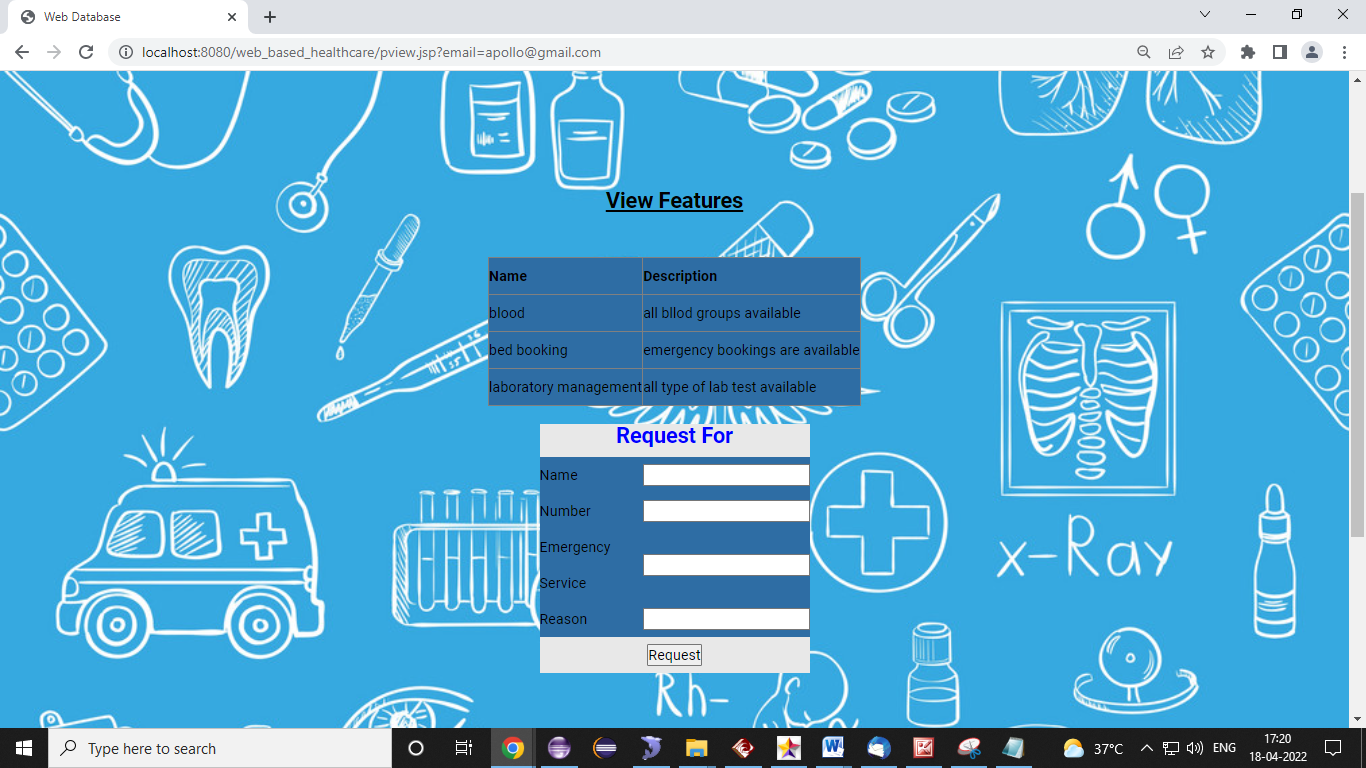 Web Database
localhost:8080/web_based_healthcare/pview.jsp?email=apollo@gmail.com
View Features
Name Description
blood all bllod groups available
bed booking emergency bookings are available
laboratory management all type of lab test available
Request For
Name
Number
Emergency
Service
Reason
Request
x-Ray
Rh-
Type here to search
37°C
ENG
17:20
18-04-2022